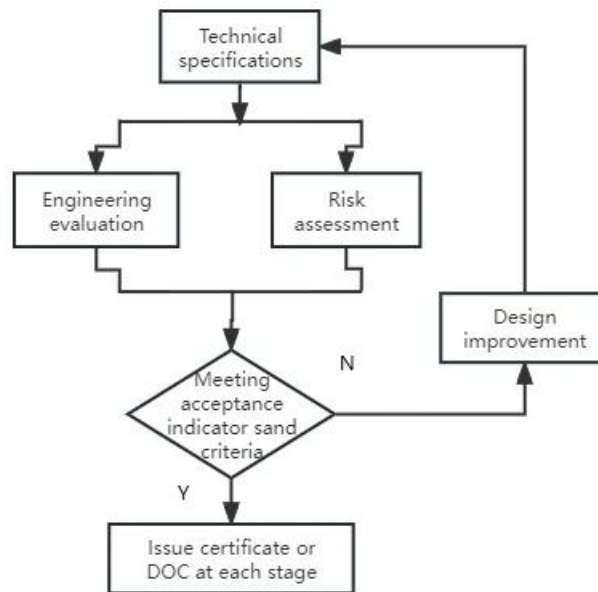 Technical
specifications
Engineering
evaluation
Risk
assessment
Design
improvement
N
Meeting
acceptance
indicator sand
criteria
Y
Issue certificate or
DOC at each stage